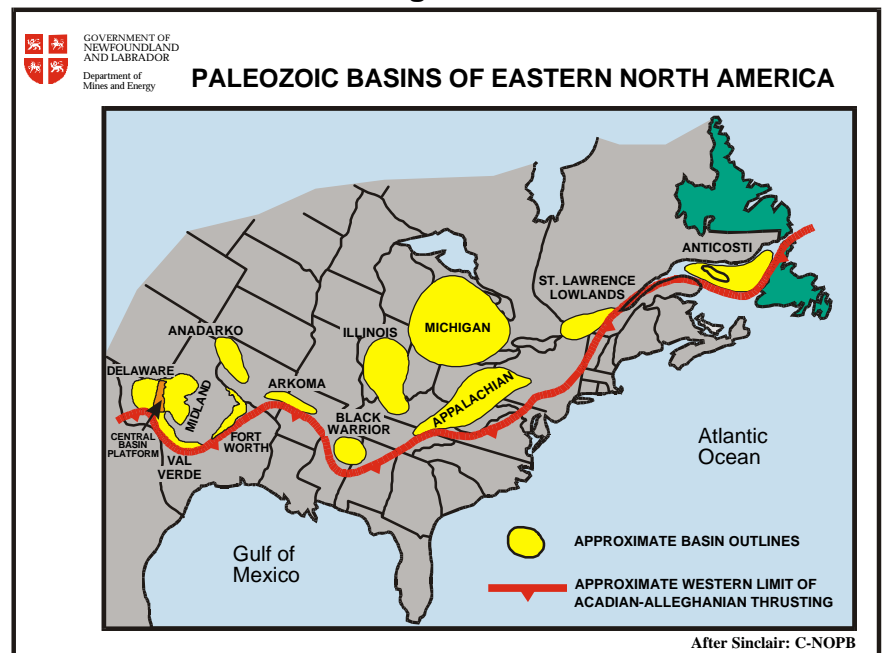 GOVERNMENT OF
NEWFOUNDLAND
AND LABRADOR
Department of
Mines and Energy
PALEOZOIC BASINS OF EASTERN NORTH AMERICA
ANTICOSTI
ST. LAWRENCE
LOWLANDS
MICHIGAN
ILLINOIS
ANADARKO
DELAWARE
MIDLAND
ARKOMA
APPALACHIAN
BLACK
WARRIOR
CENTRAL
BASIN
PLATFORM
FORT
WORTH
VAL
VERDE
Atlantic
Ocean
Gulf of
Mexico
APPROXIMATE BASIN OUTLINES
APPROXIMATE WESTERN LIMIT OF
ACADIAN-ALLEGHANIAN THRUSTING
After Sinclair: C-NOPB